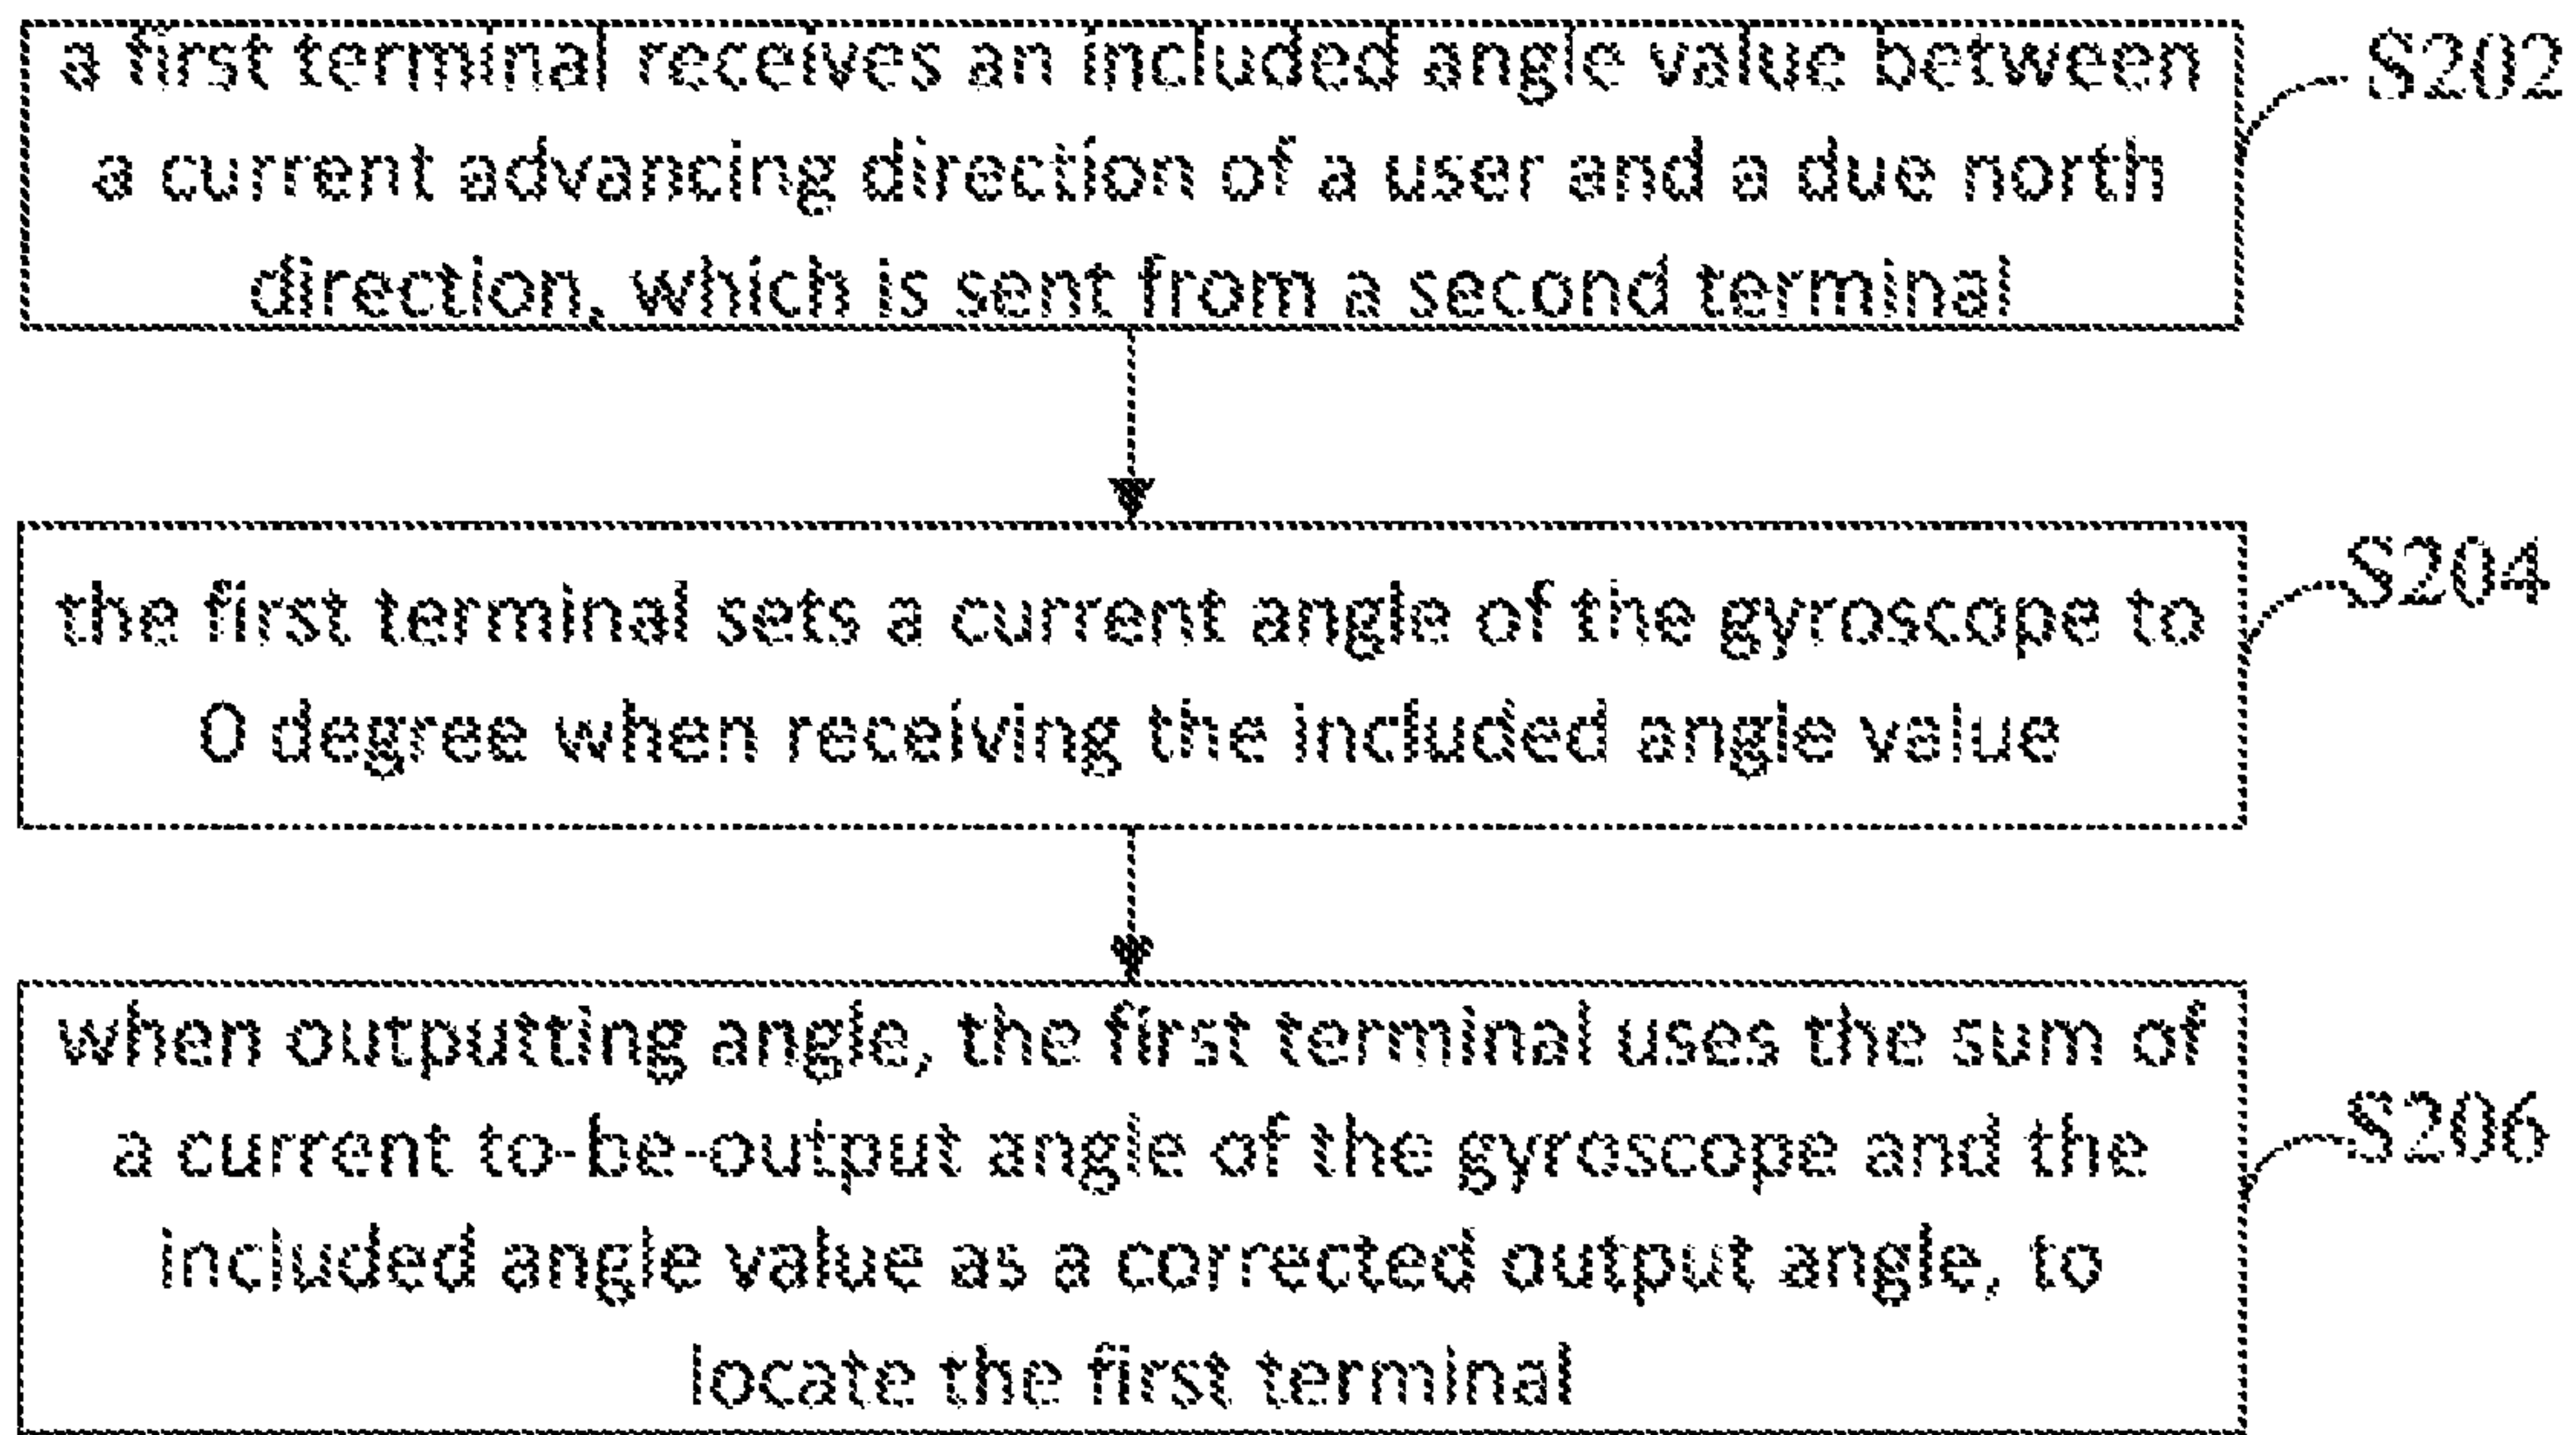 a first terminal receives an included angle value between
a current advancing direction of a user and a due north
direction, which is sent from a second terminal
S202
the first terminal sets a current angle of the gyroscope to
0 degree when receiving the included angle value
S204
when outputting angle, the first terminal uses the sum of
a current to-be-output angle of the gyroscope and the
included angle value as a corrected output angle, to
locate the first terminal
S206